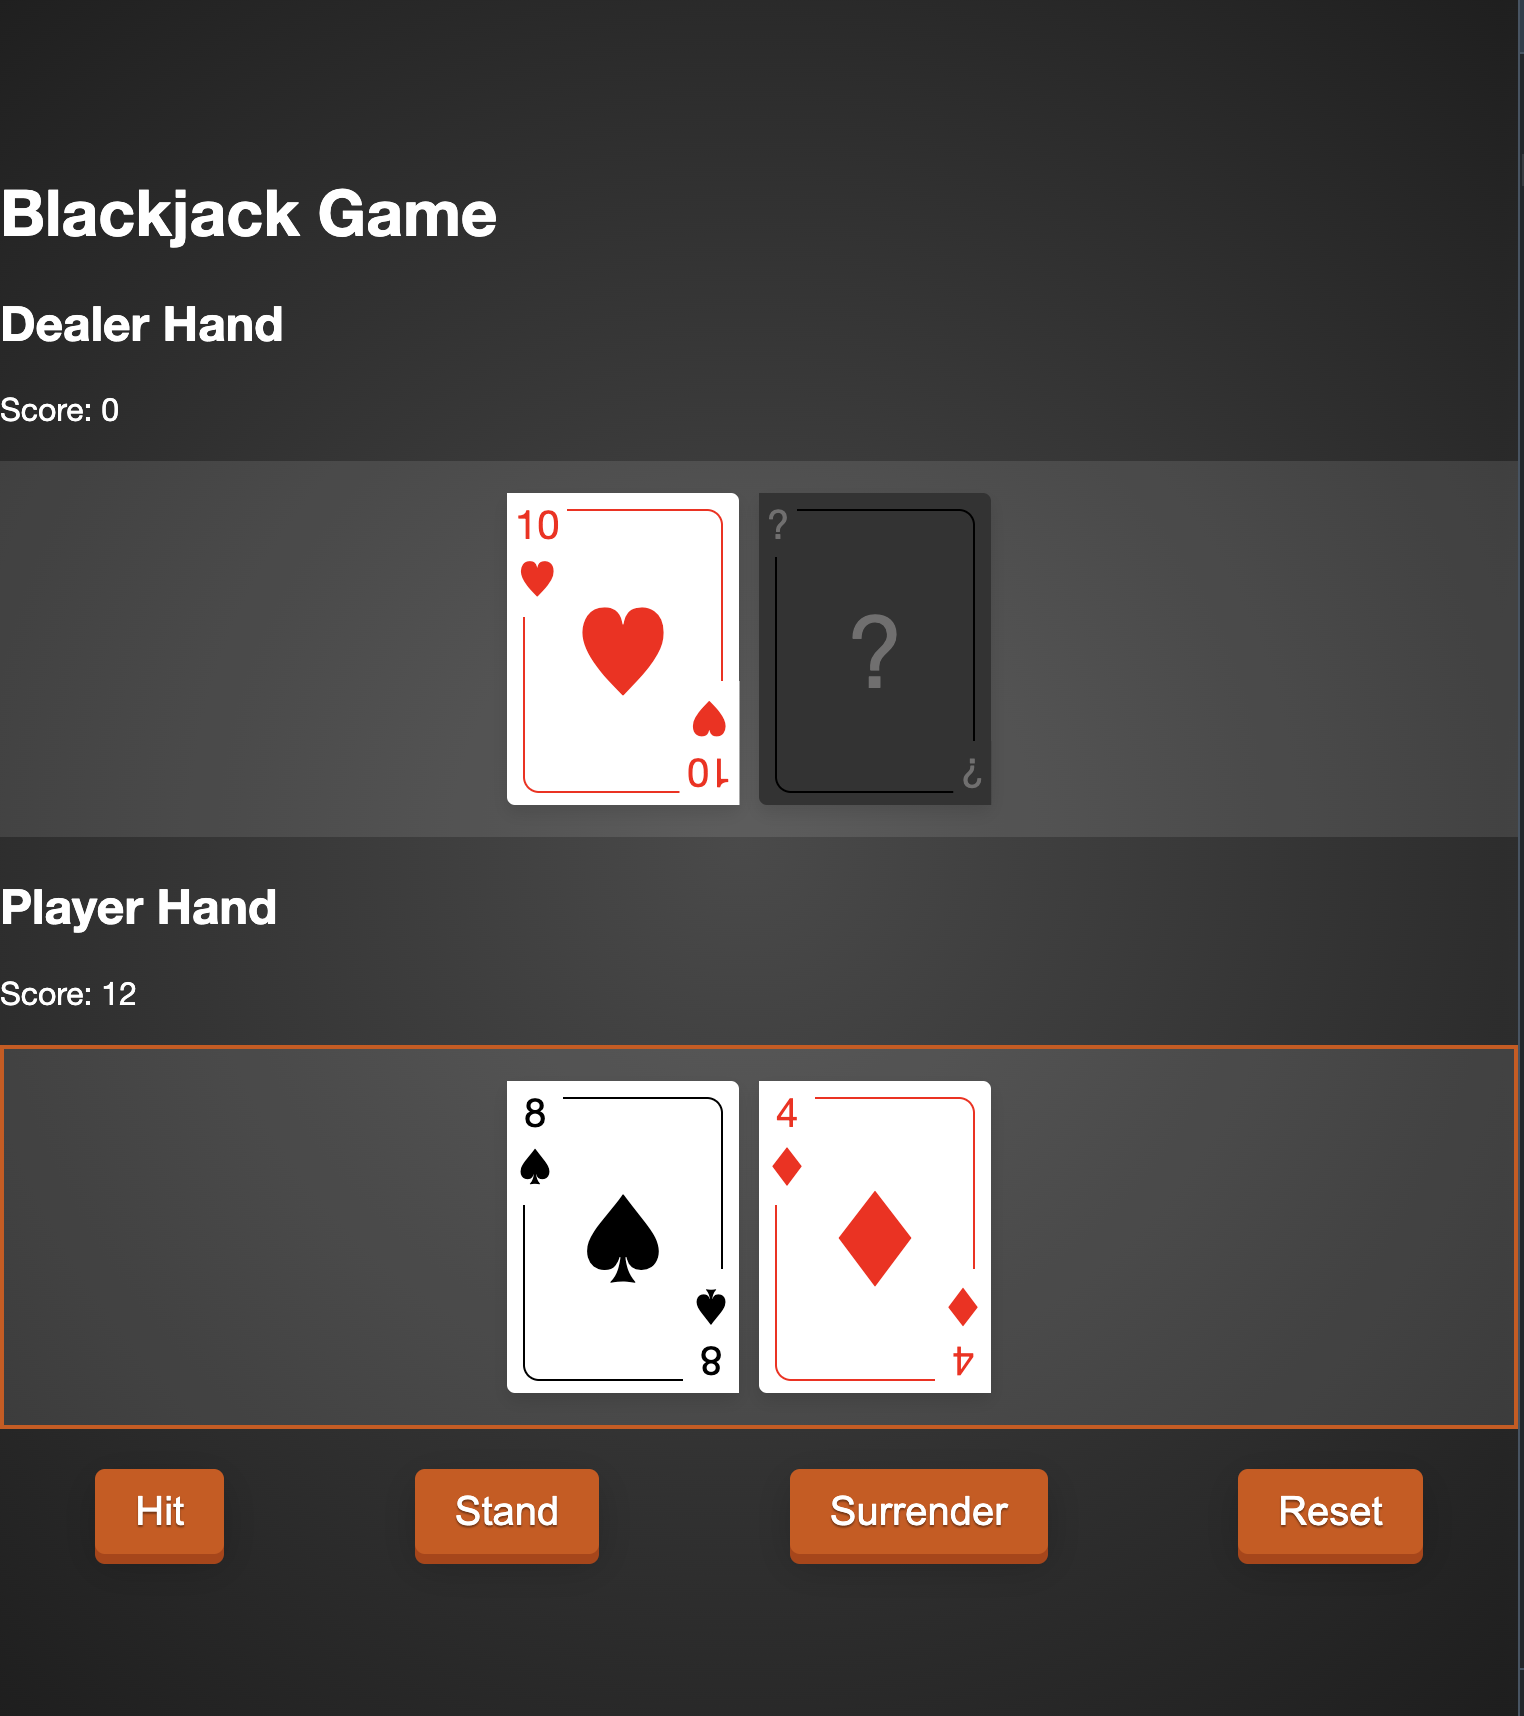 Blackjack Game
Dealer Hand
Score: 0
10 ?
?
10 ?
Player Hand
Score: 12
8 4
8 4
Hit Stand Surrender Reset